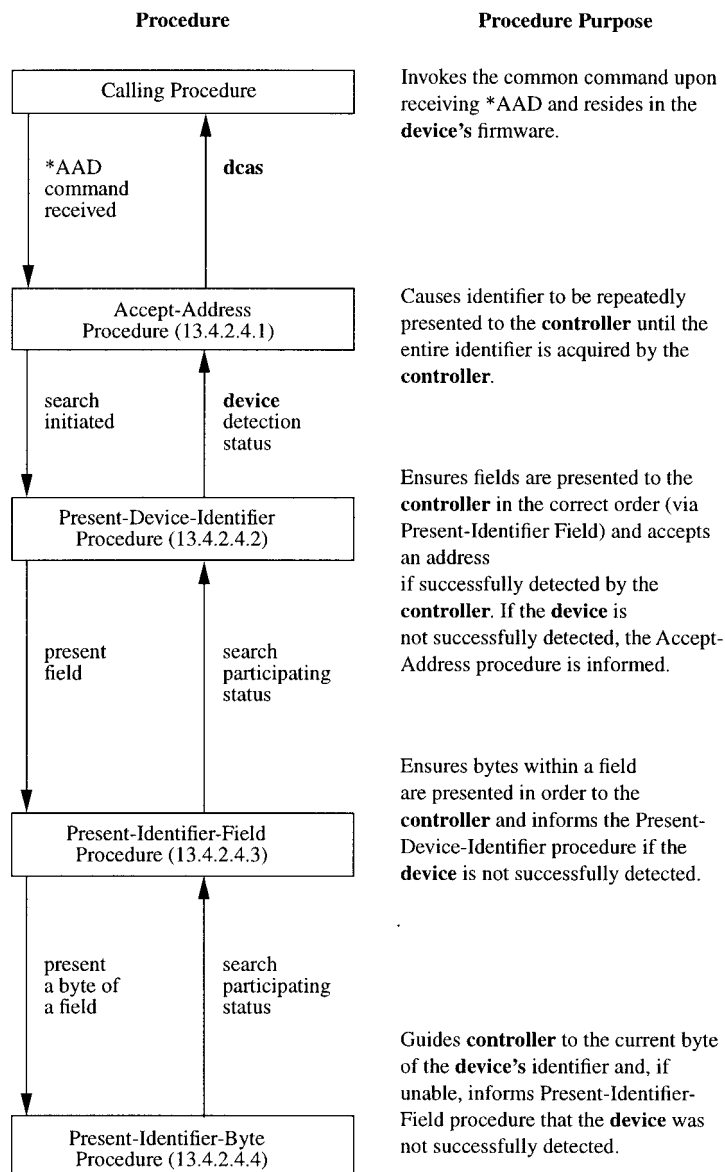 Procedure
Procedure Purpose
Calling Procedure
Invokes the common command upon
receiving *AAD and resides in the
device's firmware.
*AAD
command
received
dcas
Accept-Address
Procedure (13.4.2.4.1)
Causes identifier to be repeatedly
presented to the controller until the
entire identifier is acquired by the
controller.
search
initiated
device
detection
status
Present-Device-Identifier
Procedure (13.4.2.4.2)
Ensures fields are presented to the
controller in the correct order (via
Present-Identifier Field) and accepts
an address
if successfully detected by the
controller. If the device is
not successfully detected, the Accept-
Address procedure is informed.
present
field
search
participating
status
Present-Identifier-Field
Procedure (13.4.2.4.3)
Ensures bytes within a field
are presented in order to the
controller and informs the Present-
Device-Identifier procedure if the
device is not successfully detected.
present
a byte of
a field
search
participating
status
Present-Identifier-Byte
Procedure (13.4.2.4.4)
Guides controller to the current byte
of the device's identifier and, if
unable, informs Present-Identifier-
Field procedure that the device was
not successfully detected.